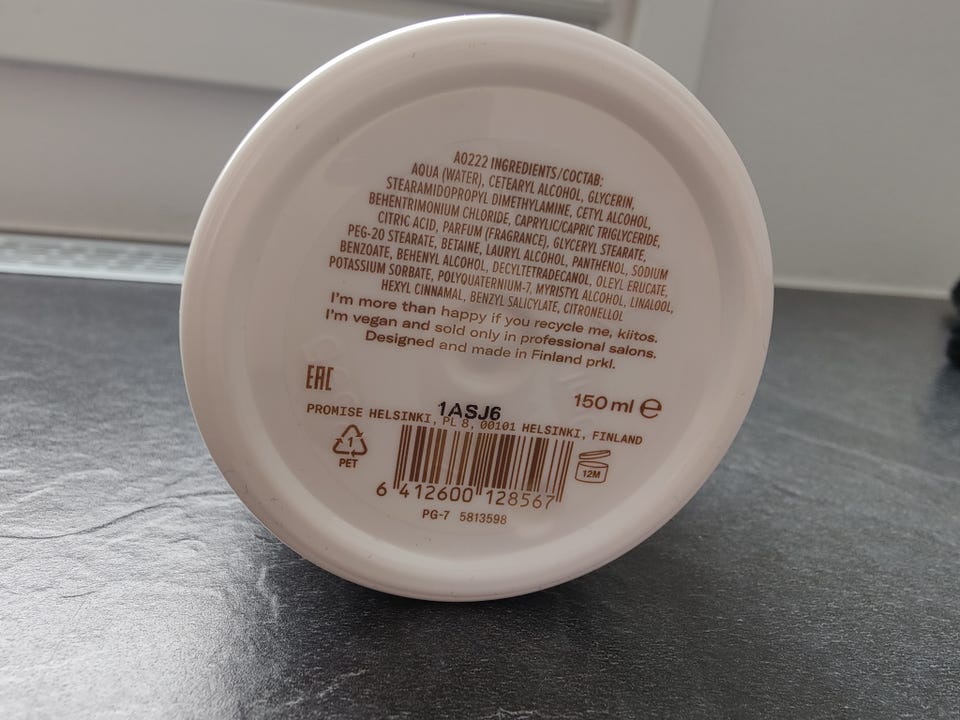 A0222 INGREDIENTS/СОСТАВ:
AQUA (WATER), CETEARYL ALCOHOL, GLYCERIN,
STEARAMIDOPROPYL DIMETHYLAMINE, CETYL ALCOHOL,
BEHENTRIMONIUM CHLORIDE, CAPRYLIC/CAPRIC TRIGLYCERIDE,
CITRIC ACID, PARFUM (FRAGRANCE), GLYCERYL STEARATE,
PEG-20 STEARATE, BETAINE, LAURYL ALCOHOL, PANTHENOL, SODIUM
BENZOATE, BEHENYL ALCOHOL, DECYLTETRADECANOL, OLEYL ERUCATE,
POTASSIUM SORBATE, POLYQUATERNIUM-7, MYRISTYL ALCOHOL, LINALOOL,
HEXYL CINNAMAL, BENZYL SALICYLATE, CITRONELLOL
I'm more than happy if you recycle me, kiitos.
I'm vegan and sold only in professional salons.
Designed and made in Finland prkl.
EAC
150 ml e
1ASJ6
PROMISE HELSINKI, PL 8, 00101 HELSINKI, FINLAND
1
PET
12M
6 412600 128567
PG-7 5813598